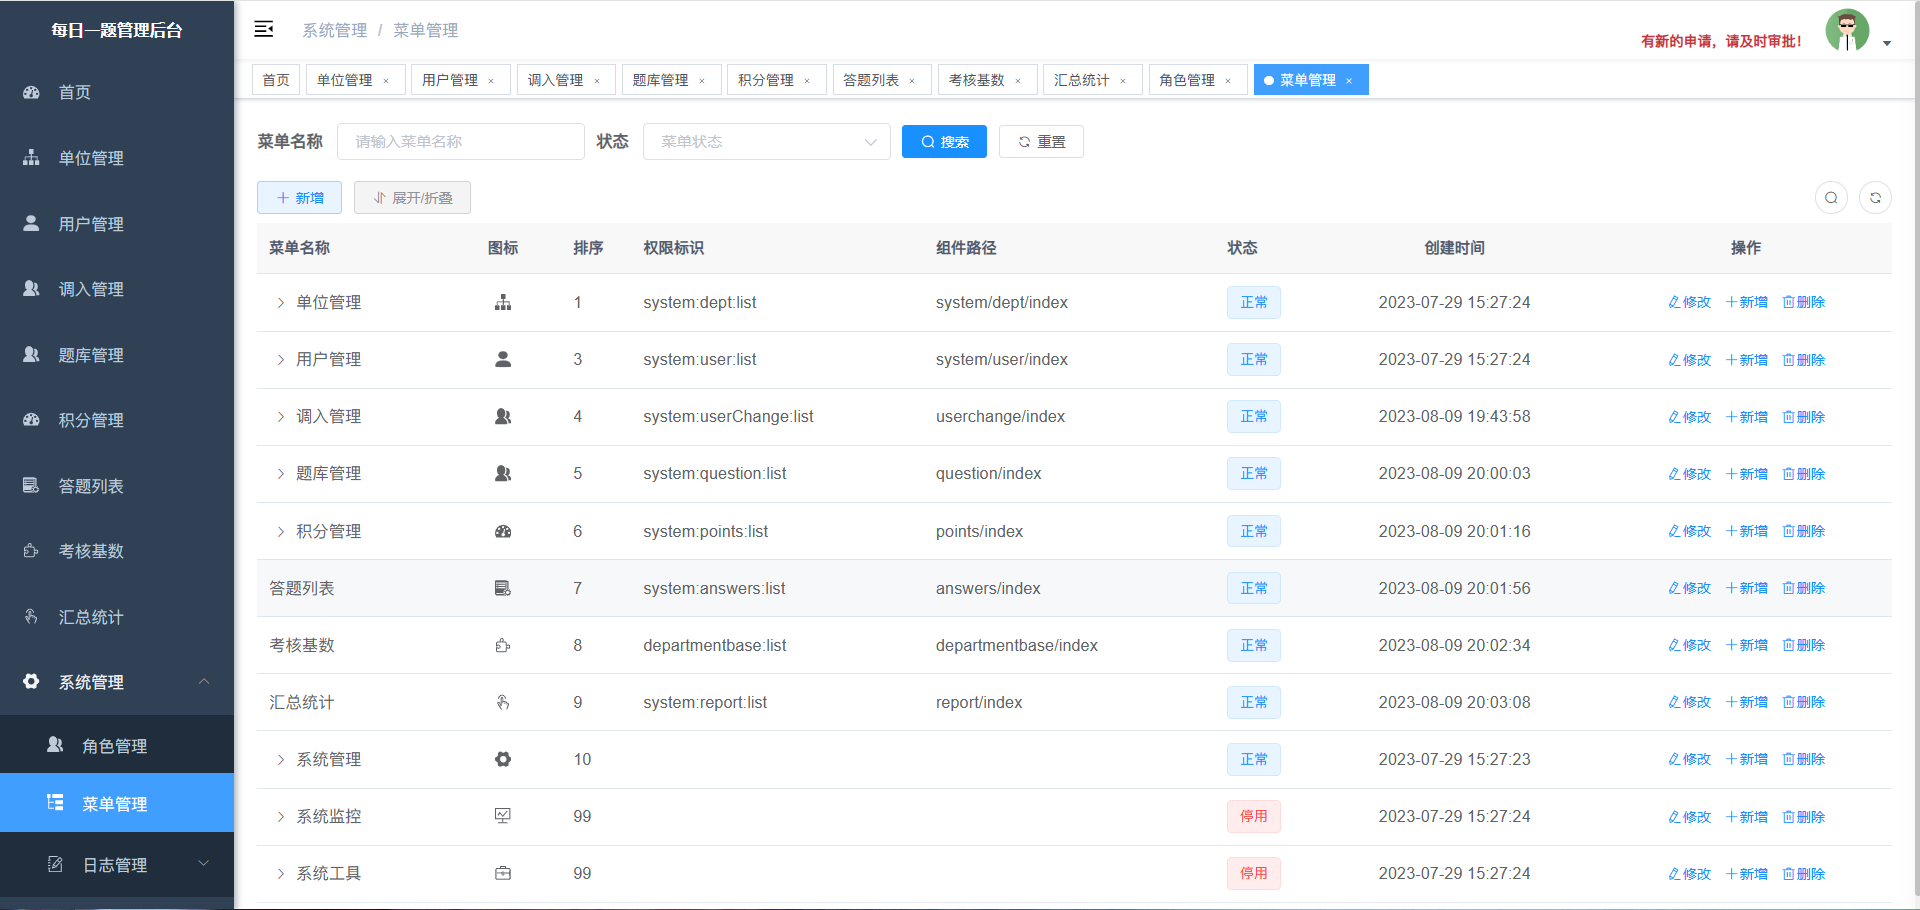 每日一题管理后台
首页
单位管理
用户管理
调入管理
题库管理
积分管理
答题列表
考核基数
汇总统计
系统管理
角色管理
菜单管理
日志管理
系统管理 / 菜单管理
有新的申请，请及时审批！
首页 单位管理 × 用户管理 × 调入管理 × 题库管理 × 积分管理 × 答题列表 × 考核基数 × 汇总统计 × 角色管理 × 菜单管理 ×
菜单名称 请输入菜单名称 状态 菜单状态 搜索 重置
新增 展开/折叠
菜单名称 图标 排序 权限标识 组件路径 状态 创建时间 操作
单位管理 1 system:dept:list system/dept/index 正常 2023-07-29 15:27:24 修改 新增 删除
用户管理 3 system:user:list system/user/index 正常 2023-07-29 15:27:24 修改 新增 删除
调入管理 4 system:userChange:list userchange/index 正常 2023-08-09 19:43:58 修改 新增 删除
题库管理 5 system:question:list question/index 正常 2023-08-09 20:00:03 修改 新增 删除
积分管理 6 system:points:list points/index 正常 2023-08-09 20:01:16 修改 新增 删除
答题列表 7 system:answers:list answers/index 正常 2023-08-09 20:01:56 修改 新增 删除
考核基数 8 departmentbase:list departmentbase/index 正常 2023-08-09 20:02:34 修改 新增 删除
汇总统计 9 system:report:list report/index 正常 2023-08-09 20:03:08 修改 新增 删除
系统管理 10 正常 2023-07-29 15:27:23 修改 新增 删除
系统监控 99 停用 2023-07-29 15:27:24 修改 新增 删除
系统工具 99 停用 2023-07-29 15:27:24 修改 新增 删除